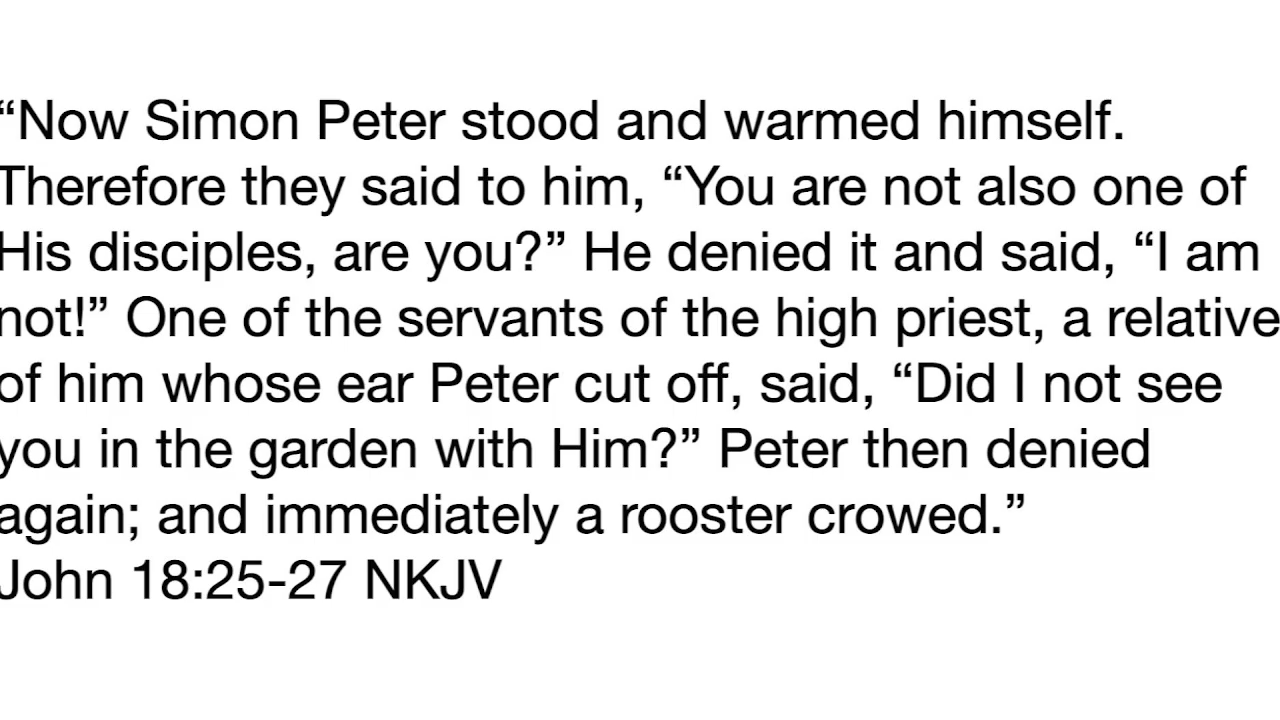 “Now Simon Peter stood and warmed himself.
Therefore they said to him, “You are not also one of
His disciples, are you?” He denied it and said, “I am
not!” One of the servants of the high priest, a relative
of him whose ear Peter cut off, said, “Did I not see
you in the garden with Him?” Peter then denied
again; and immediately a rooster crowed.”
John 18:25-27 NKJV